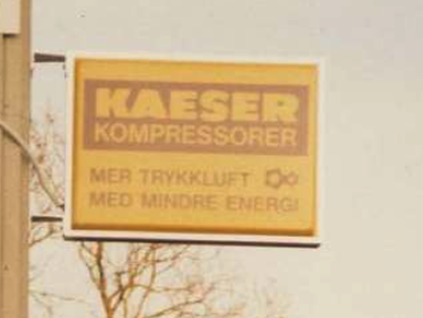 KAESER
KOMPRESSORER
MER TRYKKLUFT
MED MINDRE ENERGI